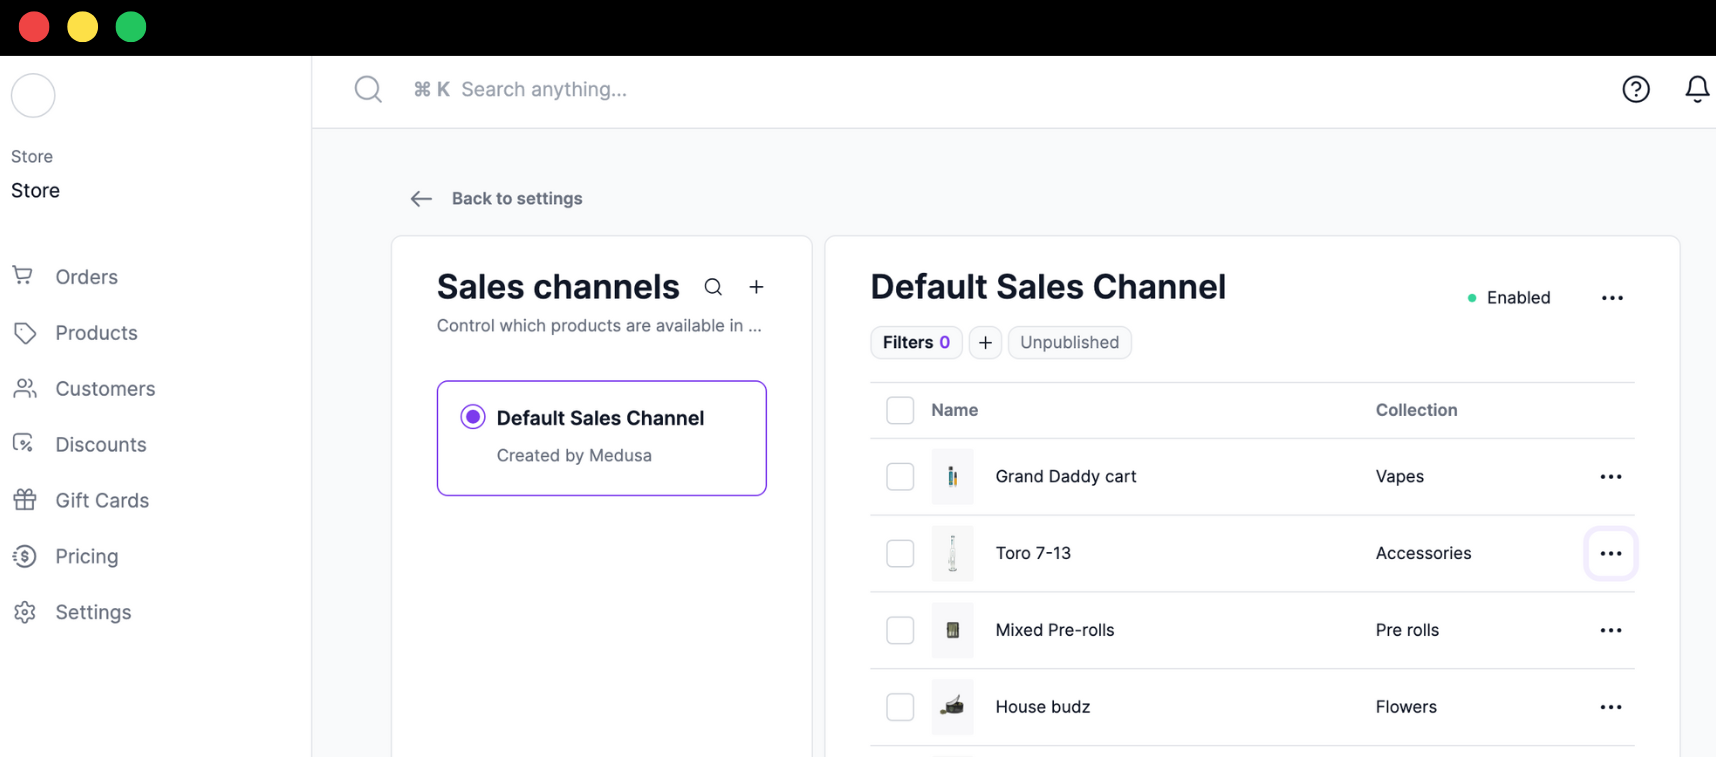 ⌘ K Search anything...
Store
Store
Orders
Products
Customers
Discounts
Gift Cards
Pricing
Settings
Back to settings
Sales channels
Control which products are available in ...
Default Sales Channel
Created by Medusa
Default Sales Channel
Enabled
Filters 0
Unpublished
Name Collection
Grand Daddy cart Vapes
Toro 7-13 Accessories
Mixed Pre-rolls Pre rolls
House budz Flowers